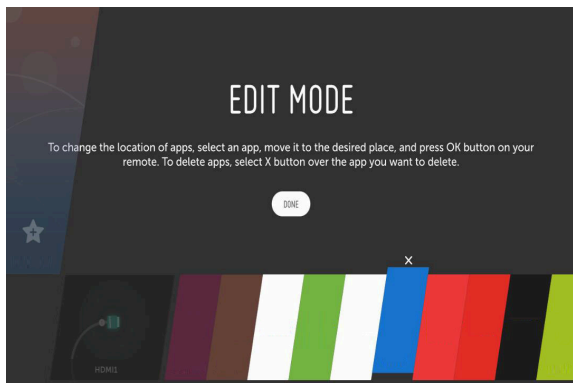 EDIT MODE
To change the location of apps, select an app, move it to the desired place, and press OK button on your
remote. To delete apps, select X button over the app you want to delete.
DONE
X
HDMI1